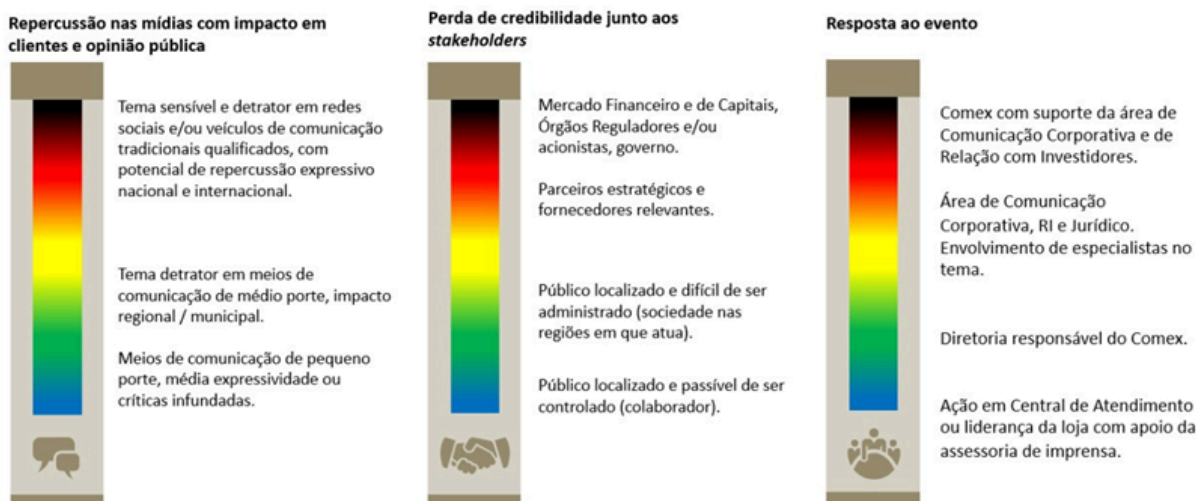 Repercussão nas mídias com impacto em
clientes e opinião pública
Tema sensível e detrator em redes
sociais e/ou veículos de comunicação
tradicionais qualificados, com
potencial de repercussão expressivo
nacional e internacional.
Tema detrator em meios de
comunicação de médio porte, impacto
regional / municipal.
Meios de comunicação de pequeno
porte, média expressividade ou
críticas infundadas.
Perda de credibilidade junto aos
stakeholders
Mercado Financeiro e de Capitais,
Órgãos Reguladores e/ou
acionistas, governo.
Parceiros estratégicos e
fornecedores relevantes.
Público localizado e difícil de ser
administrado (sociedade nas
regiões em que atua).
Público localizado e passível de ser
controlado (colaborador).
Resposta ao evento
Comex com suporte da área de
Comunicação Corporativa e de
Relação com Investidores.
Área de Comunicação
Corporativa, RI e Jurídico.
Envolvimento de especialistas no
tema.
Diretoria responsável do Comex.
Ação em Central de Atendimento
ou liderança da loja com apoio da
assessoria de imprensa.